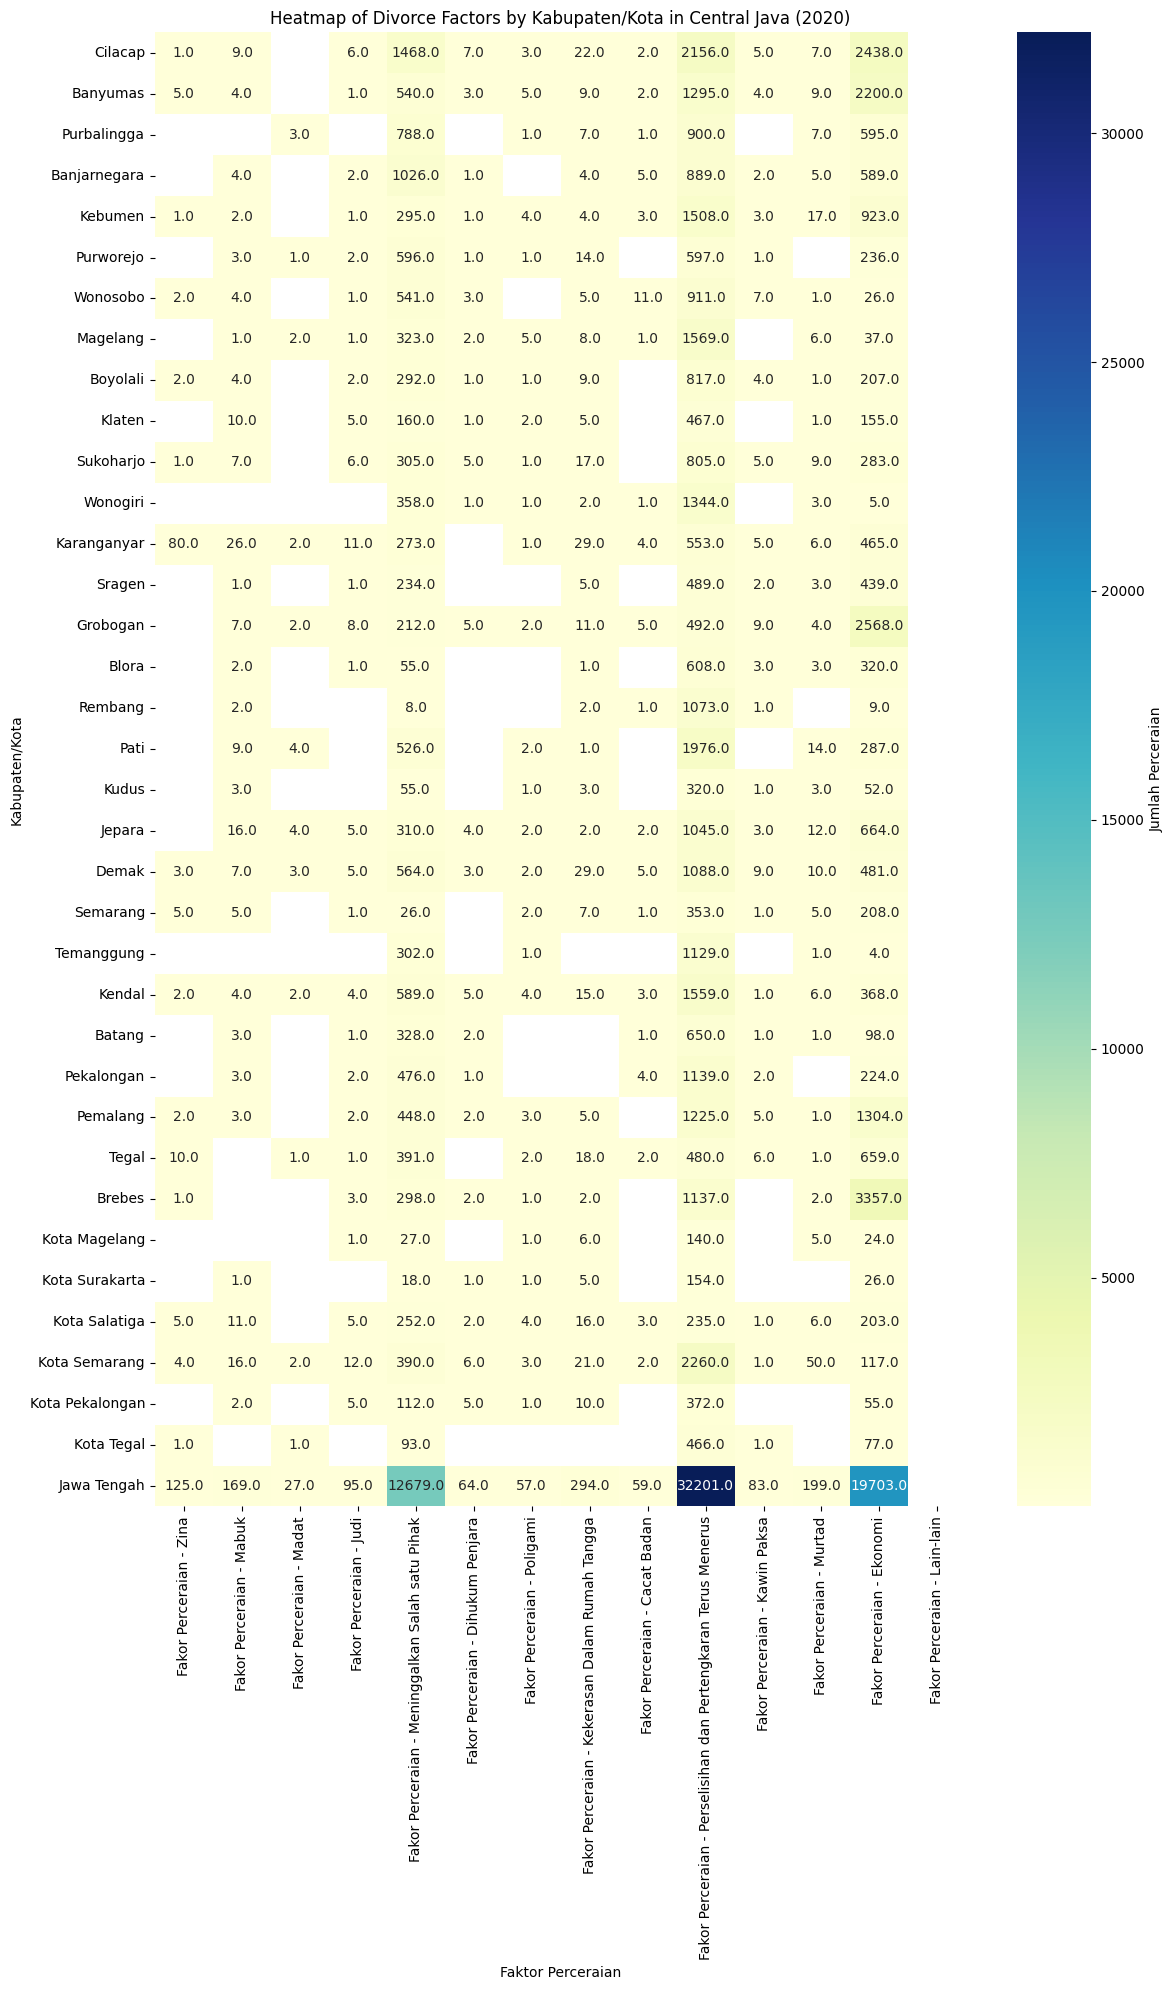 Heatmap of Divorce Factors by Kabupaten/Kota in Central Java (2020)
Cilacap 1.0 9.0 6.0 1468.0 7.0 3.0 22.0 2.0 2156.0 5.0 7.0 2438.0
Banyumas 5.0 4.0 1.0 540.0 3.0 5.0 9.0 2.0 1295.0 4.0 9.0 2200.0
Purbalingga 3.0 788.0 1.0 7.0 1.0 900.0 7.0 595.0
Banjarnegara 4.0 2.0 1026.0 1.0 4.0 5.0 889.0 2.0 5.0 589.0
Kebumen 1.0 2.0 1.0 295.0 1.0 4.0 4.0 3.0 1508.0 3.0 17.0 923.0
Purworejo 3.0 1.0 2.0 596.0 1.0 1.0 14.0 597.0 1.0 236.0
Wonosobo 2.0 4.0 1.0 541.0 3.0 5.0 11.0 911.0 7.0 1.0 26.0
Magelang 1.0 2.0 1.0 323.0 2.0 5.0 8.0 1.0 1569.0 6.0 37.0
Boyolali 2.0 4.0 2.0 292.0 1.0 1.0 9.0 817.0 4.0 1.0 207.0
Klaten 10.0 5.0 160.0 1.0 2.0 5.0 467.0 1.0 155.0
Sukoharjo 1.0 7.0 6.0 305.0 5.0 1.0 17.0 805.0 5.0 9.0 283.0
Wonogiri 358.0 1.0 1.0 2.0 1.0 1344.0 3.0 5.0
Karanganyar 80.0 26.0 2.0 11.0 273.0 1.0 29.0 4.0 553.0 5.0 6.0 465.0
Sragen 1.0 1.0 234.0 5.0 489.0 2.0 3.0 439.0
Grobogan 7.0 2.0 8.0 212.0 5.0 2.0 11.0 5.0 492.0 9.0 4.0 2568.0
Blora 2.0 1.0 55.0 1.0 608.0 3.0 3.0 320.0
Rembang 2.0 8.0 2.0 1.0 1073.0 1.0 9.0
Pati 9.0 4.0 526.0 2.0 1.0 1976.0 14.0 287.0
Kudus 3.0 55.0 1.0 3.0 320.0 1.0 3.0 52.0
Jepara 16.0 4.0 5.0 310.0 4.0 2.0 2.0 2.0 1045.0 3.0 12.0 664.0
Demak 3.0 7.0 3.0 5.0 564.0 3.0 2.0 29.0 5.0 1088.0 9.0 10.0 481.0
Semarang 5.0 5.0 1.0 26.0 2.0 7.0 1.0 353.0 1.0 5.0 208.0
Temanggung 302.0 1.0 1129.0 1.0 4.0
Kendal 2.0 4.0 2.0 4.0 589.0 5.0 4.0 15.0 3.0 1559.0 1.0 6.0 368.0
Batang 3.0 1.0 328.0 2.0 1.0 650.0 1.0 1.0 98.0
Pekalongan 3.0 2.0 476.0 1.0 4.0 1139.0 2.0 224.0
Pemalang 2.0 3.0 2.0 448.0 2.0 3.0 5.0 1225.0 5.0 1.0 1304.0
Tegal 10.0 1.0 1.0 391.0 2.0 18.0 2.0 480.0 6.0 1.0 659.0
Brebes 1.0 3.0 298.0 2.0 1.0 2.0 1137.0 2.0 3357.0
Kota Magelang 1.0 27.0 1.0 6.0 140.0 5.0 24.0
Kota Surakarta 1.0 18.0 1.0 1.0 5.0 154.0 26.0
Kota Salatiga 5.0 11.0 5.0 252.0 2.0 4.0 16.0 3.0 235.0 1.0 6.0 203.0
Kota Semarang 4.0 16.0 2.0 12.0 390.0 6.0 3.0 21.0 2.0 2260.0 1.0 50.0 117.0
Kota Pekalongan 2.0 5.0 112.0 5.0 1.0 10.0 372.0 55.0
Kota Tegal 1.0 1.0 93.0 466.0 1.0 77.0
Jawa Tengah 125.0 169.0 27.0 95.0 12679.0 64.0 57.0 294.0 59.0 32201.0 83.0 199.0 19703.0
Kabupaten/Kota
Fakor Perceraian - Zina
Fakor Perceraian - Mabuk
Fakor Perceraian - Madat
Fakor Perceraian - Judi
Fakor Perceraian - Meninggalkan Salah satu Pihak
Fakor Perceraian - Dihukum Penjara
Fakor Perceraian - Poligami
Fakor Perceraian - Kekerasan Dalam Rumah Tangga
Fakor Perceraian - Cacat Badan
Fakor Perceraian - Perselisihan dan Pertengkaran Terus Menerus
Fakor Perceraian - Kawin Paksa
Fakor Perceraian - Murtad
Fakor Perceraian - Ekonomi
Fakor Perceraian - Lain-lain
Faktor Perceraian
30000
25000
20000
15000
10000
5000
Jumlah Perceraian